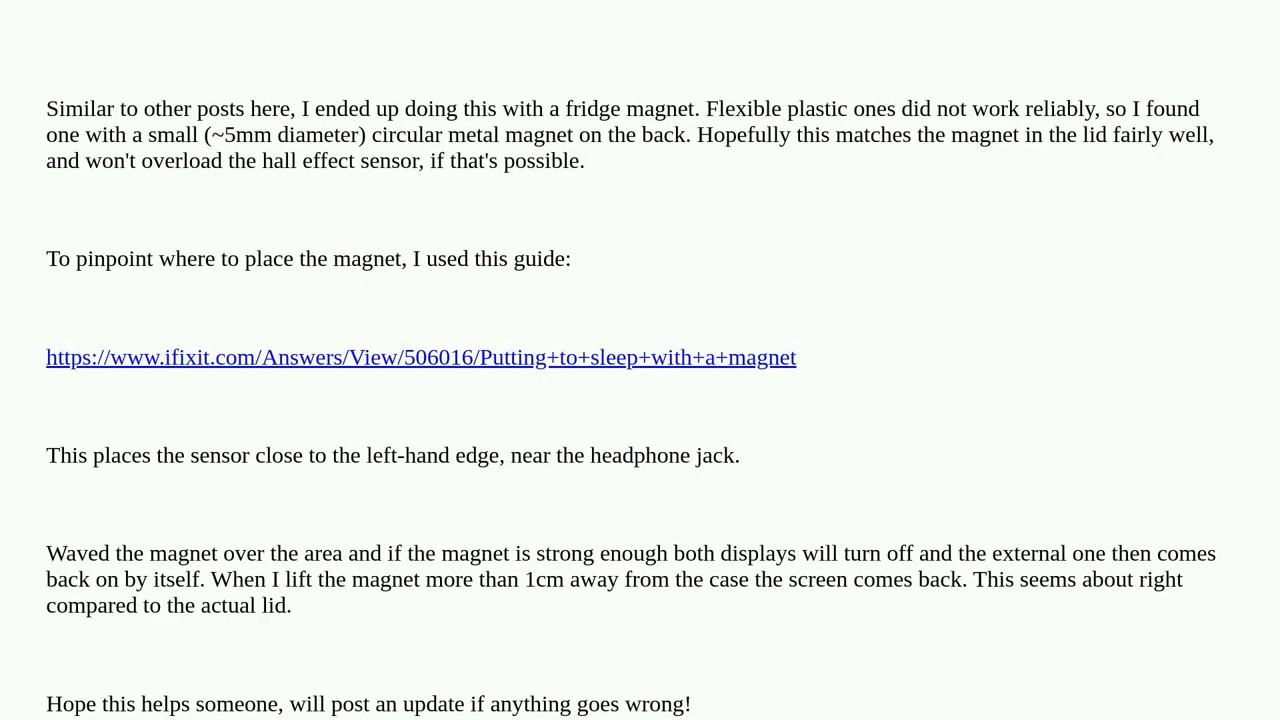 Similar to other posts here, I ended up doing this with a fridge magnet. Flexible plastic ones did not work reliably, so I found
one with a small (~5mm diameter) circular metal magnet on the back. Hopefully this matches the magnet in the lid fairly well,
and won't overload the hall effect sensor, if that's possible.
To pinpoint where to place the magnet, I used this guide:
https://www.ifixit.com/Answers/View/506016/Putting+to+sleep+with+a+magnet
This places the sensor close to the left-hand edge, near the headphone jack.
Waved the magnet over the area and if the magnet is strong enough both displays will turn off and the external one then comes
back on by itself. When I lift the magnet more than 1cm away from the case the screen comes back. This seems about right
compared to the actual lid.
Hope this helps someone, will post an update if anything goes wrong!